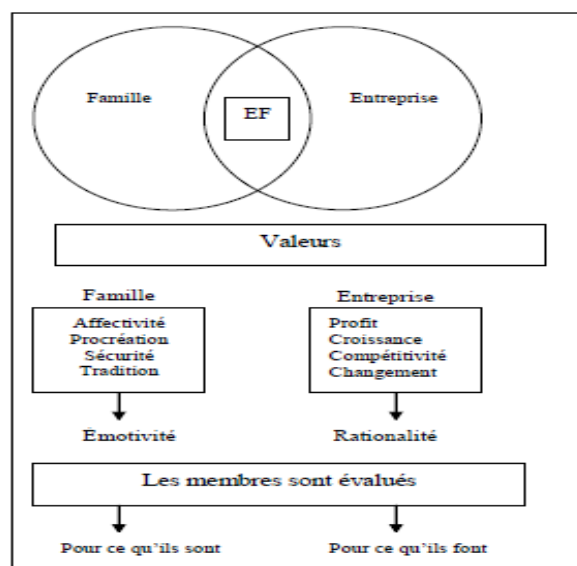 Famille
Entreprise
EF
Valeurs
Famille
Entreprise
Affectivité
Procréation
Sécurité
Tradition
Profit
Croissance
Compétitivité
Changement
Émotivité
Rationalité
Les membres sont évalués
Pour ce qu'ils sont
Pour ce qu'ils font